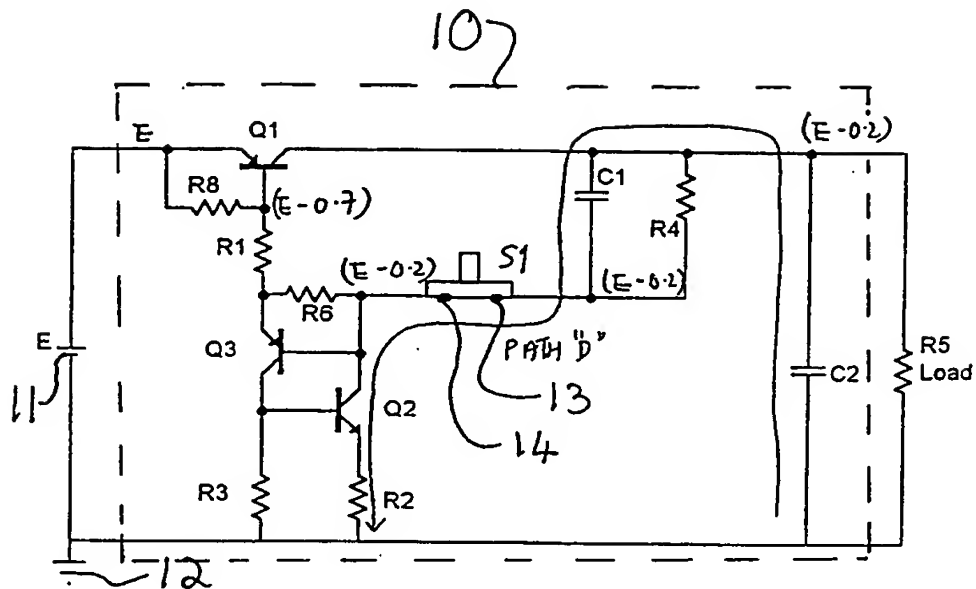 10
E
Q1
(E-0.2)
R8
(E-0.7)
C1
R4
R1
(E-0.2)
S1
(E-0.2)
R6
Q3
PATH "D"
E
R5
Load
11
C2
Q2
13
14
R3
R2
12